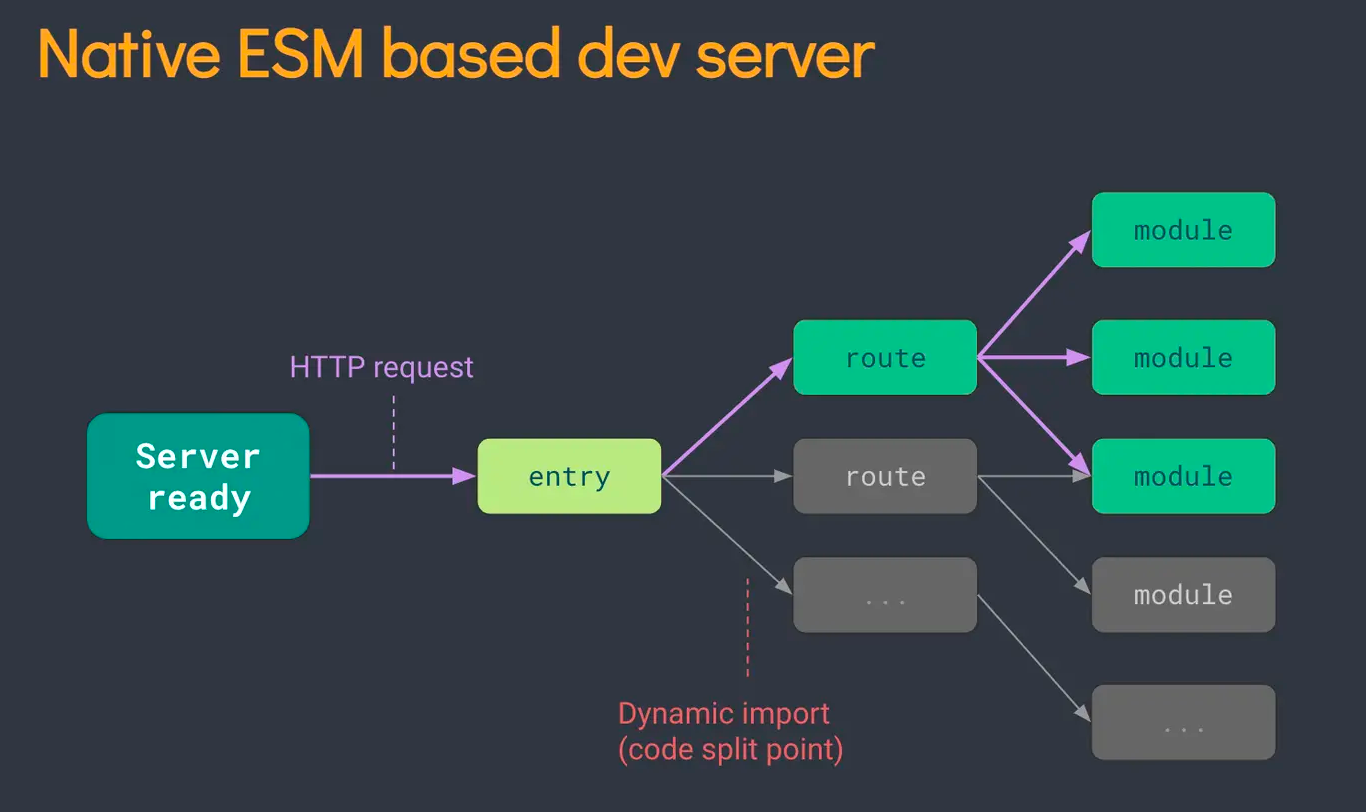 Native ESM based dev server
module
HTTP request
route
module
Server
ready
entry
route
module
...
module
Dynamic import
(code split point)
...